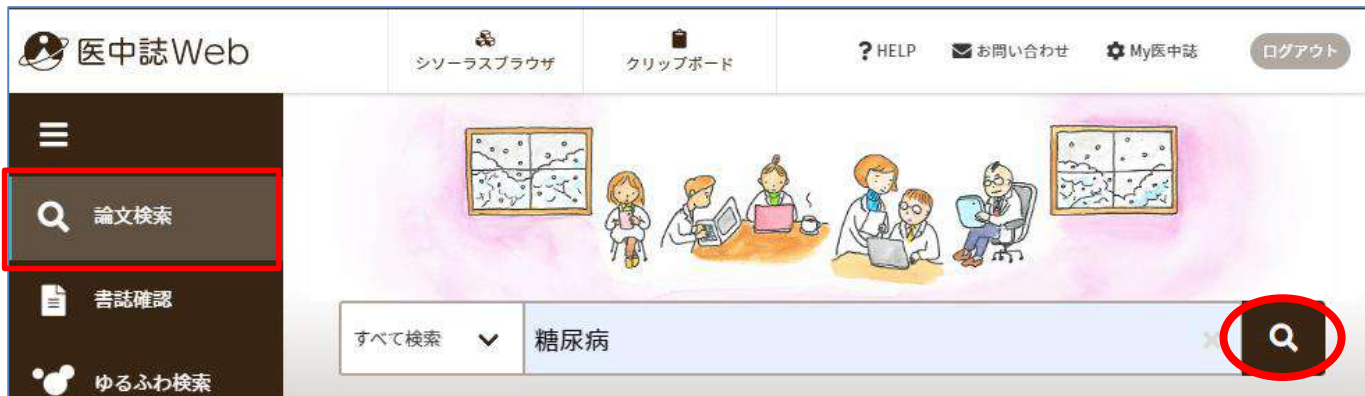 医中誌Web
シソーラスブラウザ
クリップボード
?HELP
お問い合わせ
My医中誌
ログアウト
論文検索
書誌確認
ゆるふわ検索
すべて検索
糖尿病